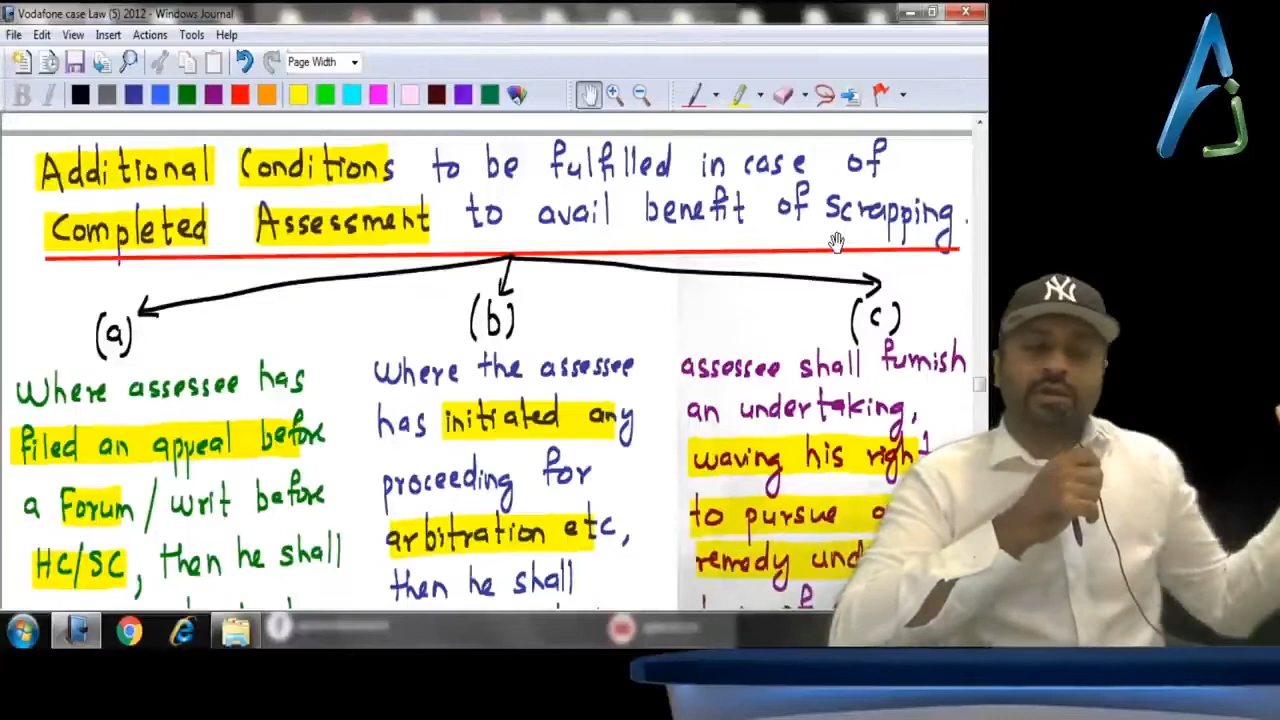 Vodafone case Law (5) 2012 - Windows Journal
File Edit View Insert Actions Tools Help
Page Width
Additional Conditions to be fulfilled in case of
Completed Assessment to avail benefit of scrapping.
(a)
Where assessee has
filed an appeal before
a Forum / writ before
HC/SC, then he shall
(b)
Where the assessee
has initiated any
proceeding for
arbitration etc,
then he shall
(c)
assessee shall furnish
an undertaking,
waving his right
to pursue
remedy
AJ